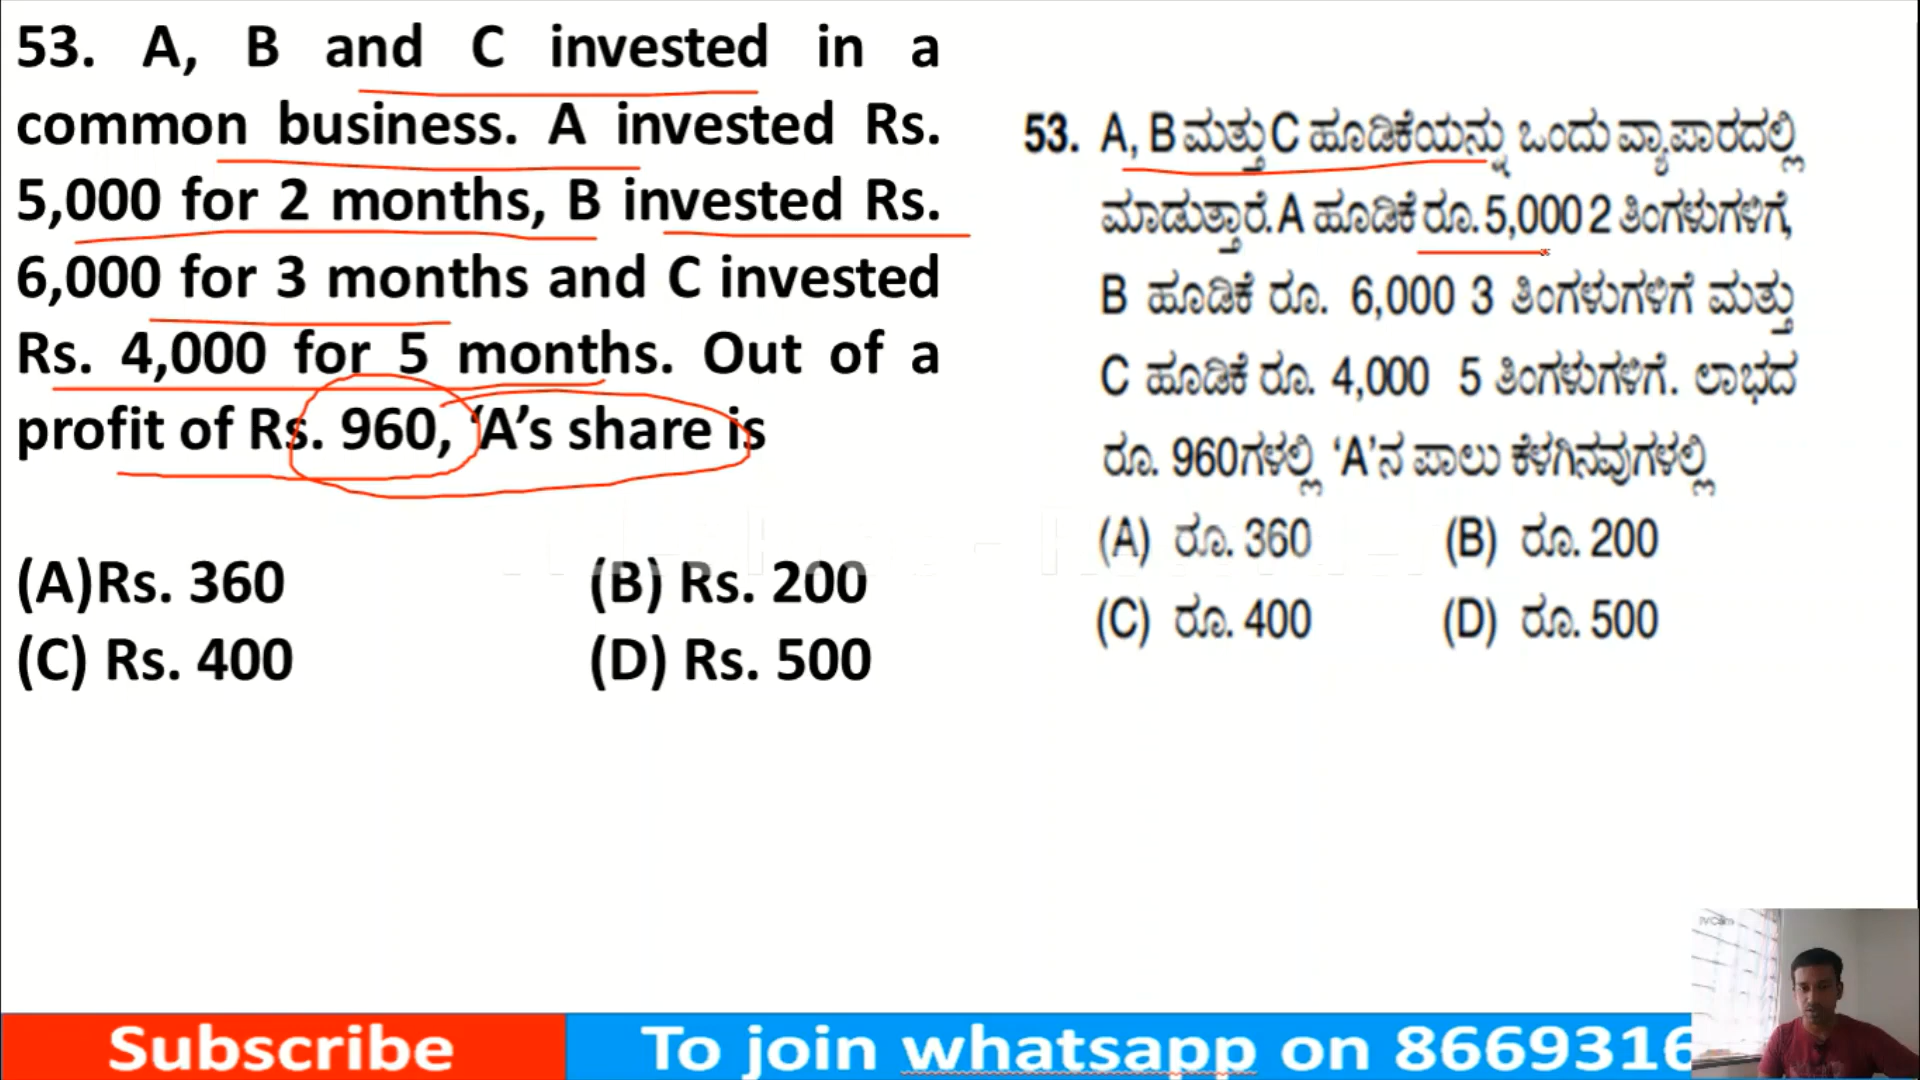 53. A, B and C invested in a
common business. A invested Rs.
5,000 for 2 months, B invested Rs.
6,000 for 3 months and C invested
Rs. 4,000 for 5 months. Out of a
profit of Rs. 960, ‘A’s share is
(A)Rs. 360 (B) Rs. 200
(C) Rs. 400 (D) Rs. 500
53. A, B ಮತ್ತು C ಹೂಡಿಕೆಯನ್ನು ಒಂದು ವ್ಯಾಪಾರದಲ್ಲಿ
ಮಾಡುತ್ತಾರೆ. A ಹೂಡಿಕೆ ರೂ. 5,000 2 ತಿಂಗಳುಗಳಿಗೆ,
B ಹೂಡಿಕೆ ರೂ. 6,000 3 ತಿಂಗಳುಗಳಿಗೆ ಮತ್ತು
C ಹೂಡಿಕೆ ರೂ. 4,000 5 ತಿಂಗಳುಗಳಿಗೆ. ಲಾಭದ
ರೂ. 960ಗಳಲ್ಲಿ ‘A’ನ ಪಾಲು ಕೆಳಗಿನವುಗಳಲ್ಲಿ
(A) ರೂ. 360 (B) ರೂ. 200
(C) ರೂ. 400 (D) ರೂ. 500
Subscribe
To join whatsapp on 8669316